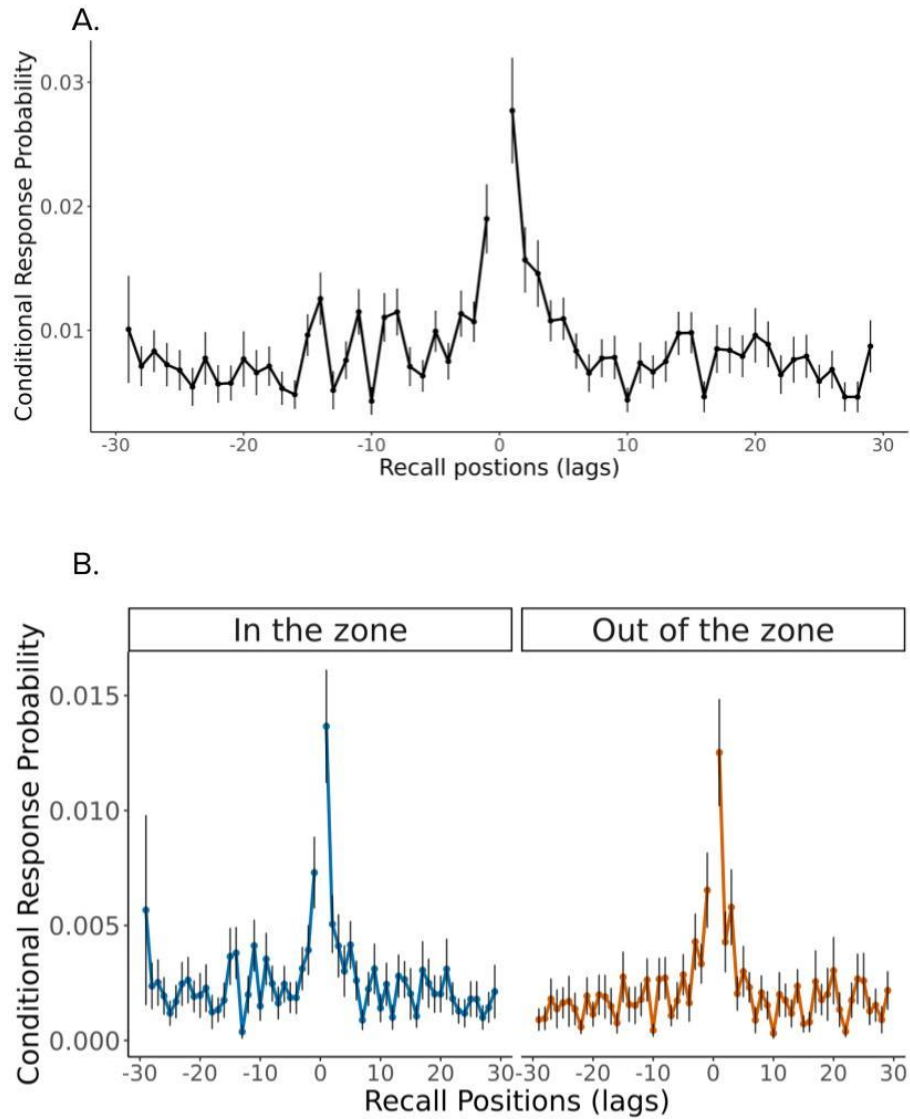 A.
Conditional Response Probability
0.03
0.02
0.01
-30 -20 -10 0 10 20 30
Recall postions (lags)
B.
In the zone Out of the zone
Conditional Response Probability
0.015
0.010
0.005
0.000
-30 -20 -10 0 10 20 30 -30 -20 -10 0 10 20 30
Recall Positions (lags)